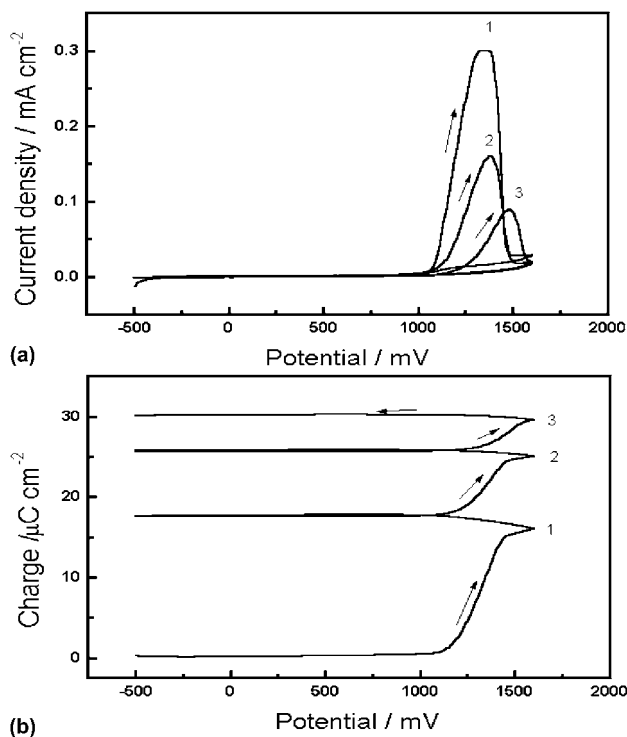 0.3
0.2
0.1
0.0
Current density / mA cm-2
1
2
3
-500 0 500 1000 1500 2000
(a) Potential / mV
30
20
10
0
Charge /µC cm-2
3
2
1
-500 0 500 1000 1500 2000
(b) Potential / mV